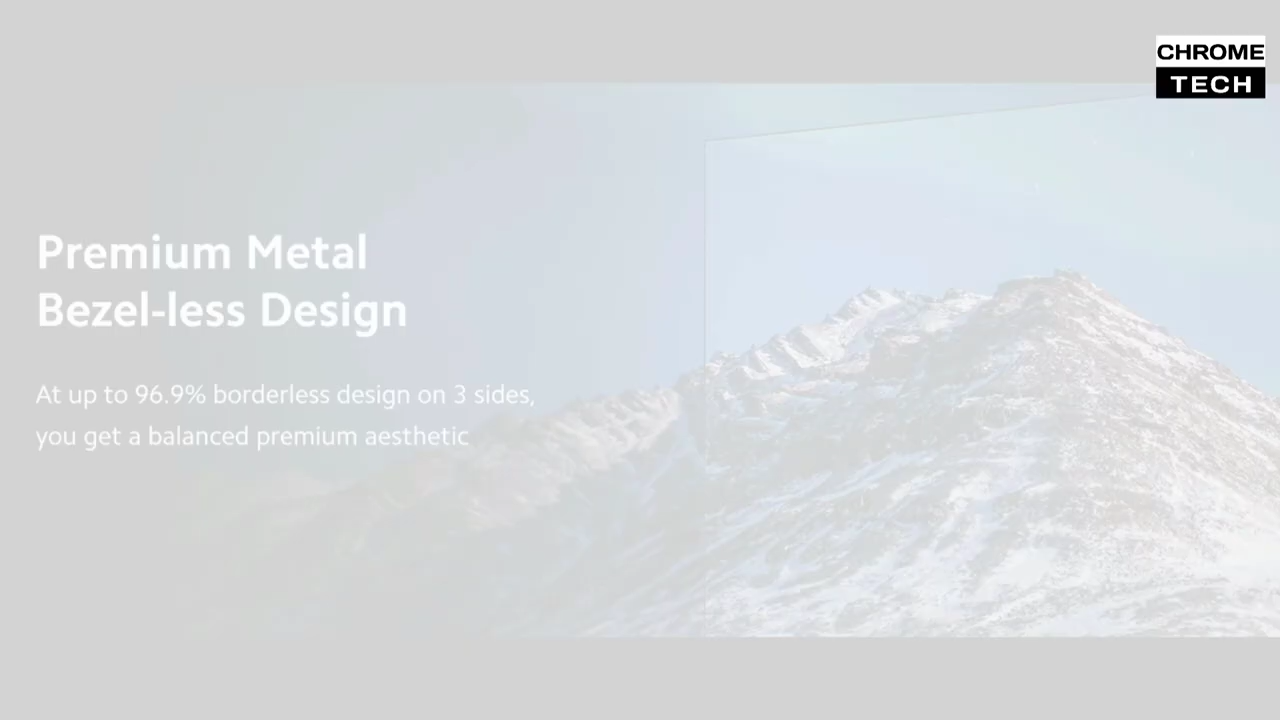 CHROME
TECH
Premium Metal
Bezel-less Design
At up to 96.9% borderless design on 3 sides,
you get a balanced premium aesthetic